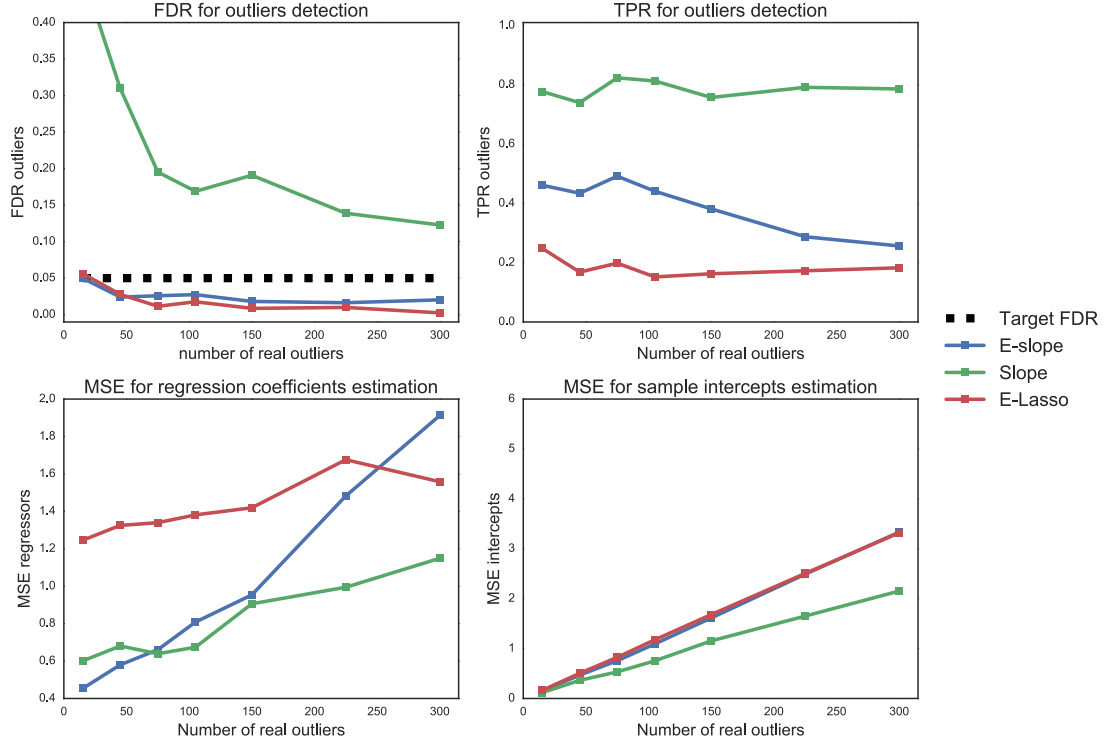 FDR for outliers detection
0.40
0.35
0.30
0.25
0.20
0.15
0.10
0.05
0.00
FDR outliers
0 50 100 150 200 250 300
number of real outliers
TPR for outliers detection
1.0
0.8
0.6
0.4
0.2
0.0
TPR outliers
0 50 100 150 200 250 300
Number of real outliers
Target FDR
E-slope
Slope
E-Lasso
MSE for regression coefficients estimation
2.0
1.8
1.6
1.4
1.2
1.0
0.8
0.6
0.4
MSE regressors
0 50 100 150 200 250 300
Number of real outliers
MSE for sample intercepts estimation
6
5
4
3
2
1
0
MSE intercepts
0 50 100 150 200 250 300
Number of real outliers